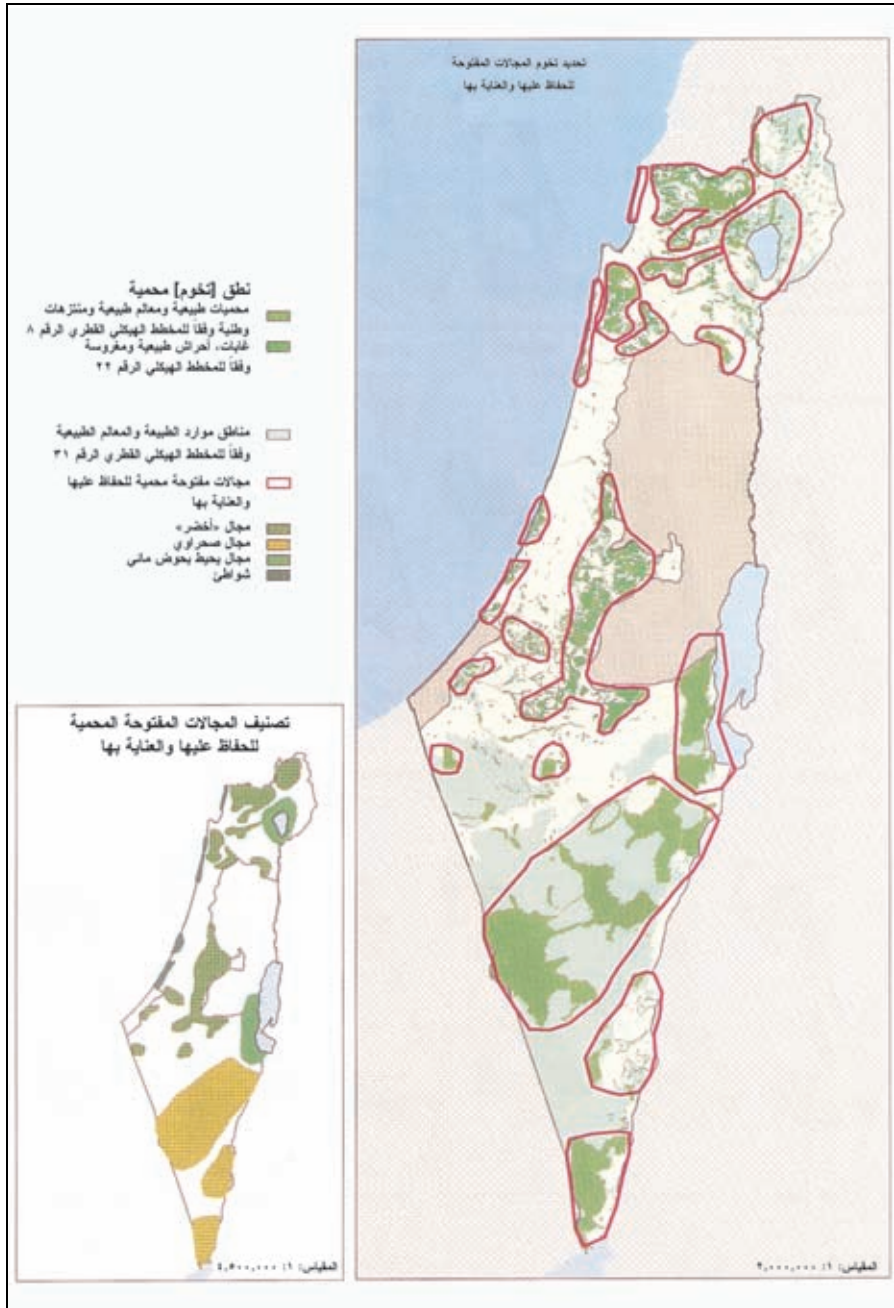 تحديد تخوم المجالات المفتوحة
للحفاظ عليها والعناية بها
نطق [تخوم] محمية
محميات طبيعية ومعالم طبيعية ومنتزهات
وطنية وفقاً للمخطط الهيكلي القطري الرقم ٨
غابات، أحراش طبيعية ومغروسة
وفقاً للمخطط الهيكلي الرقم ٢٢
مناطق موارد الطبيعة والمعالم الطبيعية
وفقاً للمخطط الهيكلي القطري الرقم ٣١
مجالات مفتوحة محمية للحفاظ عليها
والعناية بها
مجال «أخضر»
مجال صحراوي
مجال يحيط بحوض مائي
شواطئ
تصنيف المجالات المفتوحة المحمية
للحفاظ عليها والعناية بها
المقياس: ١: ٤,٥٠٠,٠٠٠
المقياس: ١: ٢,٠٠٠,٠٠٠